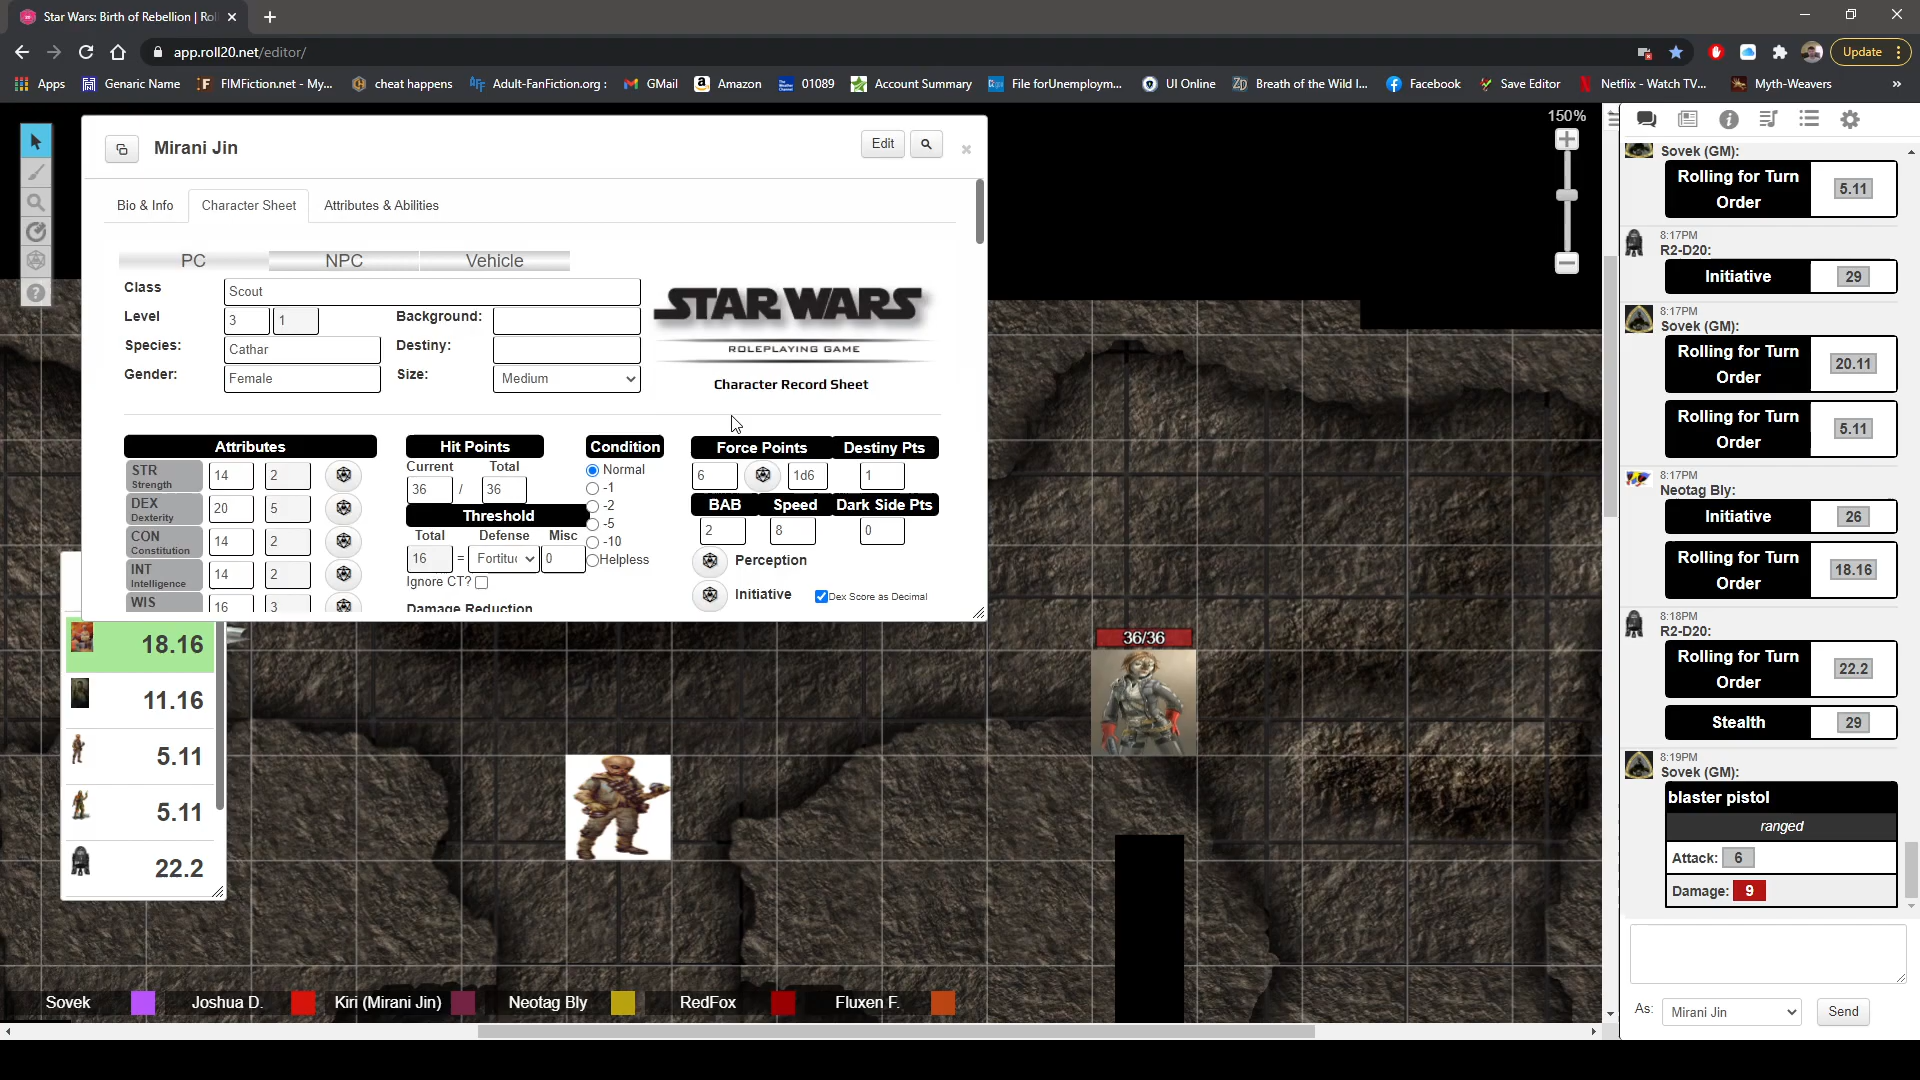 Star Wars: Birth of Rebellion | Rol
app.roll20.net/editor/
Update
Apps
Genaric Name
FIMFiction.net - My...
cheat happens
Adult-FanFiction.org :
GMail
Amazon
01089
Account Summary
File forUnemploym...
UI Online
Breath of the Wild I...
Facebook
Save Editor
Netflix - Watch TV...
Myth-Weavers
»
Mirani Jin
Edit
Bio & Info
Character Sheet
Attributes & Abilities
PC
NPC
Vehicle
Class
Scout
Level
3
1
Background:
Species:
Cathar
Destiny:
Gender:
Female
Size:
Medium
STAR WARS
ROLEPLAYING GAME
Character Record Sheet
Attributes
STR
Strength
14
2
DEX
Dexterity
20
5
CON
Constitution
14
2
INT
Intelligence
14
2
WIS
16
3
Hit Points
Current
Total
36 / 36
Threshold
Total
Defense
Misc
16 = Fortituc 0
Ignore CT?
Damage Reduction
Condition
Normal
-1
-2
-5
-10
Helpless
Force Points
Destiny Pts
6
1d6
1
BAB
Speed
Dark Side Pts
2
8
0
Perception
Initiative
Dex Score as Decimal
18.16
11.16
5.11
5.11
22.2
36/36
150%
Sovek
Joshua D.
Kiri (Mirani Jin)
Neotag Bly
RedFox
Fluxen F.
Sovek (GM):
Rolling for Turn
Order
5.11
8:17PM
R2-D20:
Initiative
29
8:17PM
Sovek (GM):
Rolling for Turn
Order
20.11
Rolling for Turn
Order
5.11
8:17PM
Neotag Bly:
Initiative
26
Rolling for Turn
Order
18.16
8:18PM
R2-D20:
Rolling for Turn
Order
22.2
Stealth
29
8:19PM
Sovek (GM):
blaster pistol
ranged
Attack: 6
Damage: 9
As:
Mirani Jin
Send